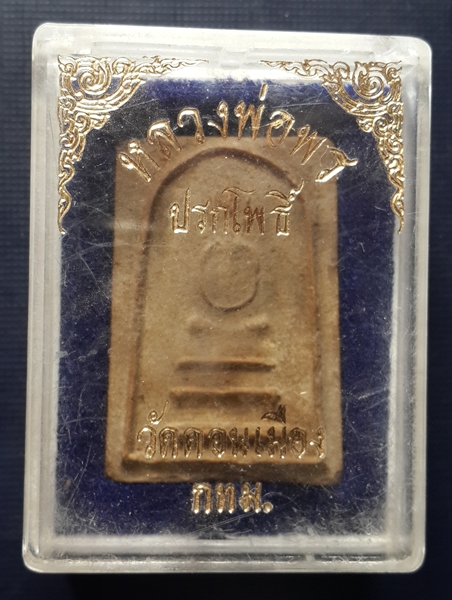 หลวงพ่อพร
ปรกโพธิ์
วัดดอนเมือง
กทม.